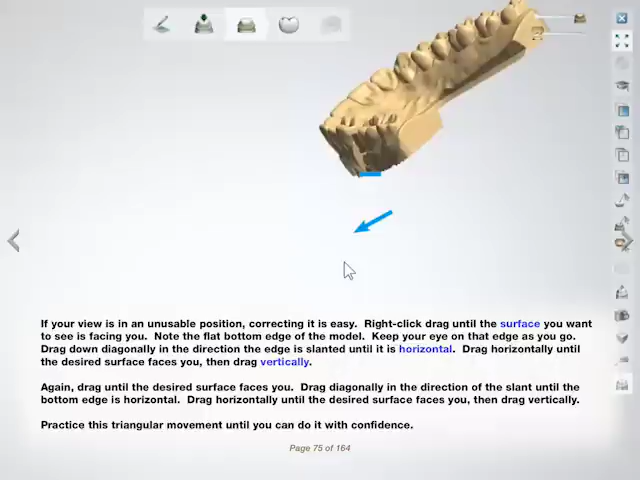 If your view is in an unusable position, correcting it is easy.  Right-click drag until the surface you want
to see is facing you.  Note the flat bottom edge of the model.  Keep your eye on that edge as you go.
Drag down diagonally in the direction the edge is slanted until it is horizontal.  Drag horizontally until
the desired surface faces you, then drag vertically.
Again, drag until the desired surface faces you.  Drag diagonally in the direction of the slant until the
bottom edge is horizontal.  Drag horizontally until the desired surface faces you, then drag vertically.
Practice this triangular movement until you can do it with confidence.
Page 75 of 164